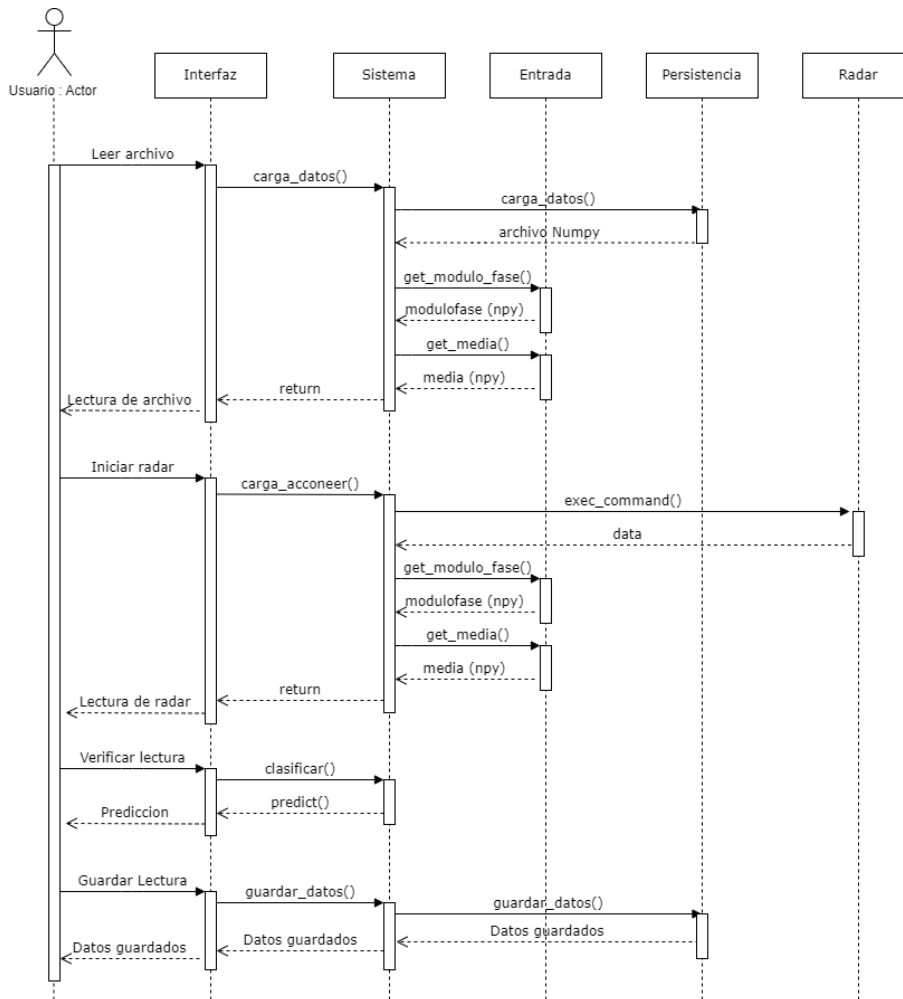 Usuario : Actor
Interfaz
Sistema
Entrada
Persistencia
Radar
Leer archivo
carga_datos()
carga_datos()
archivo Numpy
get_modulo_fase()
modulofase (npy)
get_media()
media (npy)
return
Lectura de archivo
Iniciar radar
carga_acconeer()
exec_command()
data
get_modulo_fase()
modulofase (npy)
get_media()
media (npy)
return
Lectura de radar
Verificar lectura
clasificar()
predict()
Prediccion
Guardar Lectura
guardar_datos()
guardar_datos()
Datos guardados
Datos guardados
Datos guardados